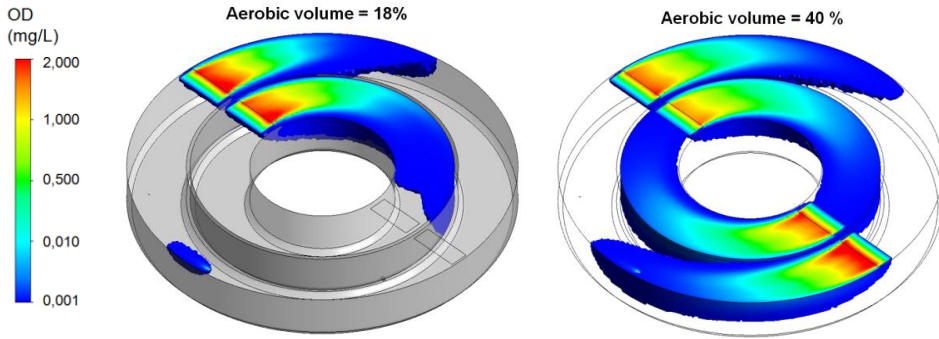 OD
(mg/L)
2,000
1,000
0,500
0,010
0,001
Aerobic volume = 18%
Aerobic volume = 40 %